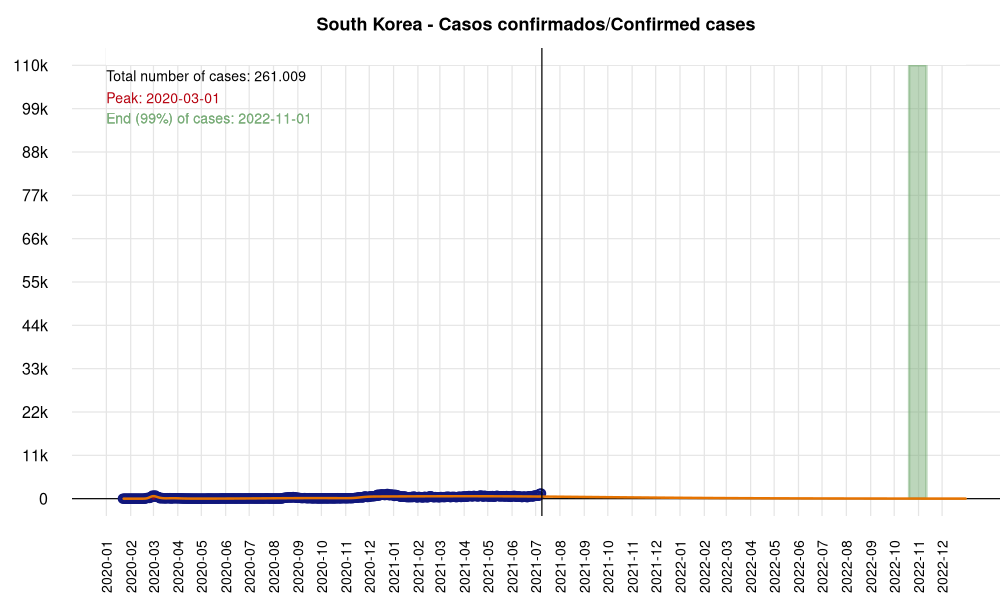 South Korea - Casos confirmados/Confirmed cases
Total number of cases: 261.009
Peak: 2020-03-01
End (99%) of cases: 2022-11-01
110k
99k
88k
77k
66k
55k
44k
33k
22k
11k
0
2020-01
2020-02
2020-03
2020-04
2020-05
2020-06
2020-07
2020-08
2020-09
2020-10
2020-11
2020-12
2021-01
2021-02
2021-03
2021-04
2021-05
2021-06
2021-07
2021-08
2021-09
2021-10
2021-11
2021-12
2022-01
2022-02
2022-03
2022-04
2022-05
2022-06
2022-07
2022-08
2022-09
2022-10
2022-11
2022-12